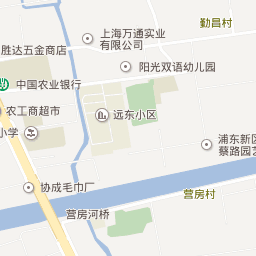 勤昌村
上海万通实业
有限公司
胜达五金商店
阳光双语幼儿园
中国农业银行
农工商超市
远东小区
小学
浦东新区
蔡路园艺
协成毛巾厂
营房村
营房河桥